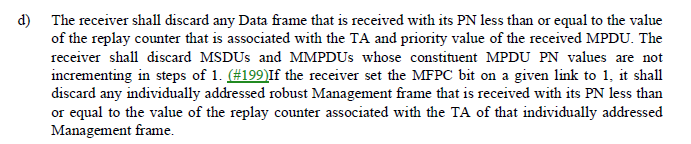 d) The receiver shall discard any Data frame that is received with its PN less than or equal to the value
of the replay counter that is associated with the TA and priority value of the received MPDU. The
receiver shall discard MSDUs and MMPDUs whose constituent MPDU PN values are not
incrementing in steps of 1. (#199)If the receiver set the MFPC bit on a given link to 1, it shall
discard any individually addressed robust Management frame that is received with its PN less than
or equal to the value of the replay counter associated with the TA of that individually addressed
Management frame.